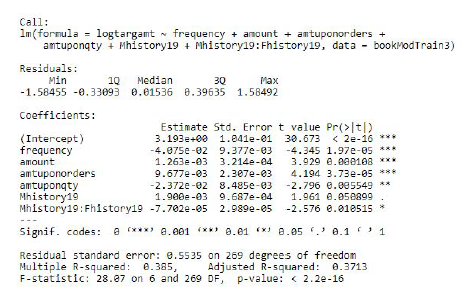 Call:
lm(formula = logtargamt ~ frequency + amount + amtuponorders +
amtuponqty + Mhistory19 + Mhistory19:Fhistory19, data = bookModTrain3)
Residuals:
Min 1Q Median 3Q Max
-1.58455 -0.33093 0.01536 0.39635 1.58492
Coefficients:
Estimate Std. Error t value Pr(>|t|)
(Intercept) 3.193e+00 1.041e-01 30.673 < 2e-16 ***
frequency -4.075e-02 9.377e-03 -4.345 1.97e-05 ***
amount 1.263e-03 3.214e-04 3.929 0.000108 ***
amtuponorders 9.677e-03 2.307e-03 4.194 3.73e-05 ***
amtuponqty -2.372e-02 8.485e-03 -2.796 0.005549 **
Mhistory19 1.900e-03 9.687e-04 1.961 0.050899 .
Mhistory19:Fhistory19 -7.702e-05 2.989e-05 -2.576 0.010515 *
---
Signif. codes: 0 ‘***’ 0.001 ‘**’ 0.01 ‘*’ 0.05 ‘.’ 0.1 ‘ ’ 1
Residual standard error: 0.5535 on 269 degrees of freedom
Multiple R-squared: 0.385, Adjusted R-squared: 0.3713
F-statistic: 28.07 on 6 and 269 DF, p-value: < 2.2e-16